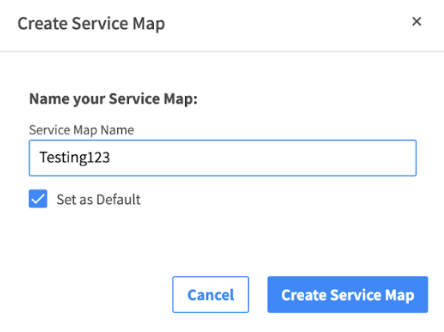 Create Service Map
Name your Service Map:
Service Map Name
Testing123
Set as Default
Cancel
Create Service Map